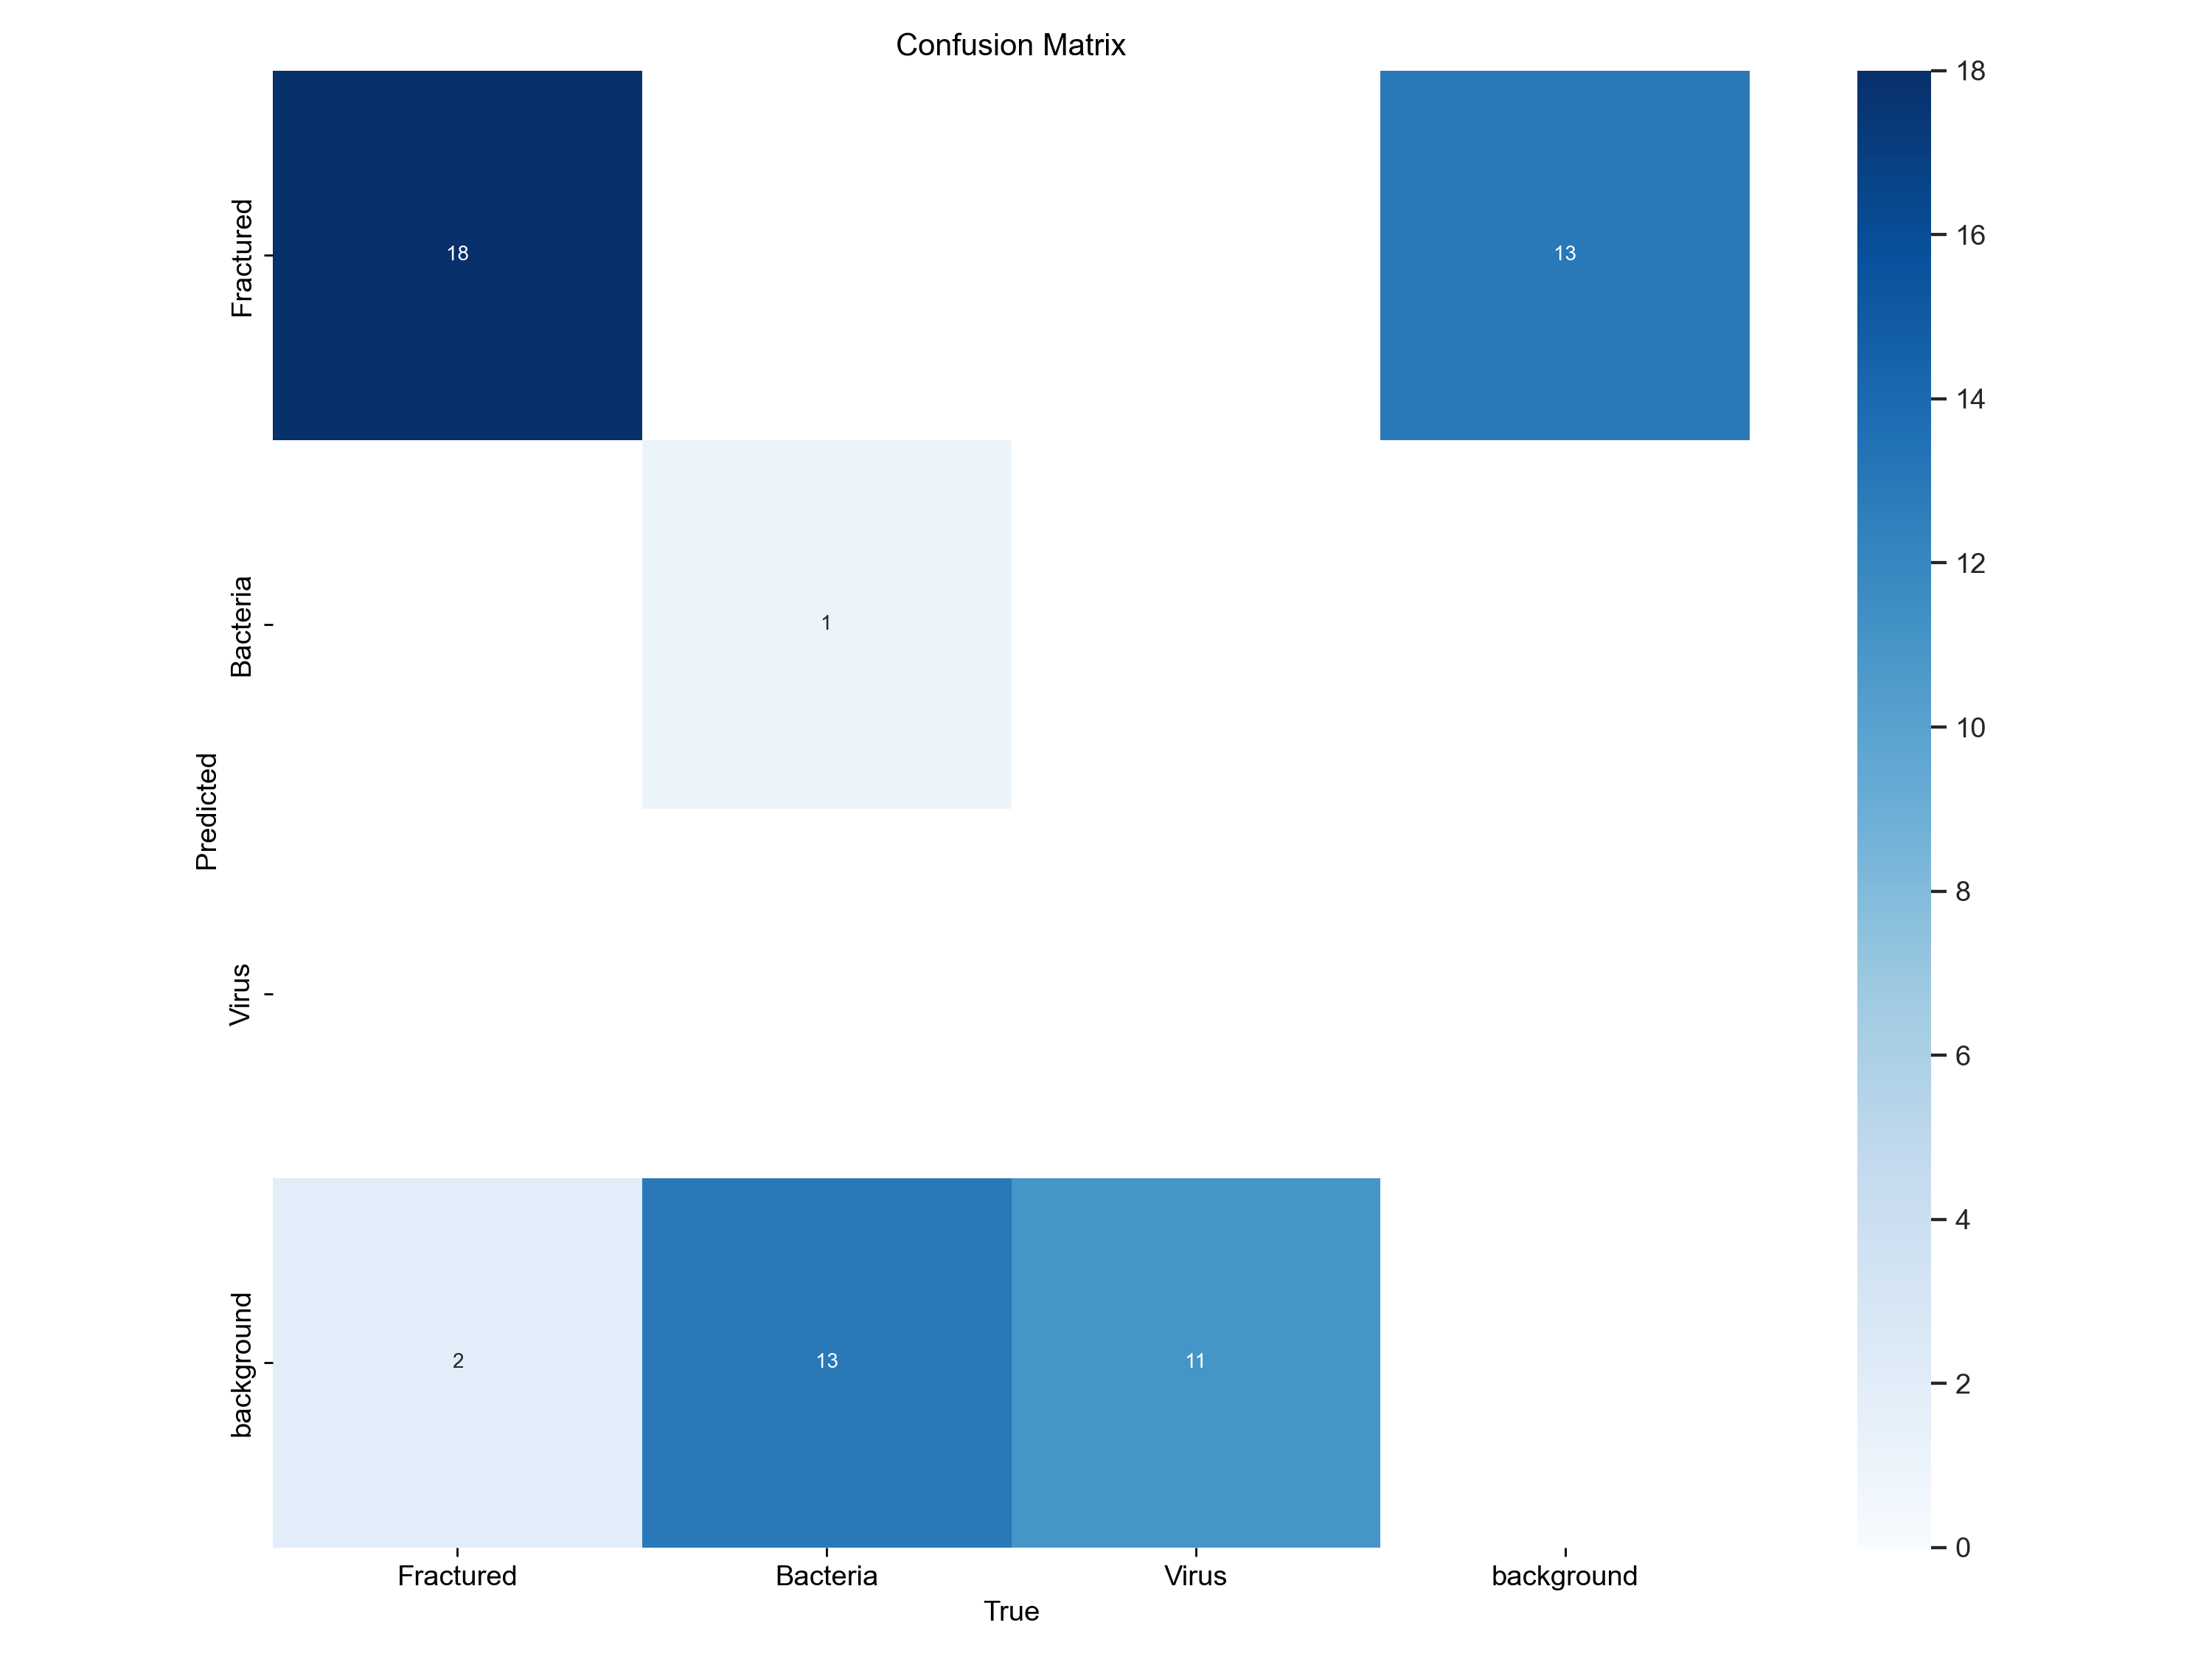 Confusion Matrix
Fractured
Bacteria
Virus
background
Predicted
18
13
1
2
13
11
Fractured
Bacteria
Virus
background
True
18
16
14
12
10
8
6
4
2
0